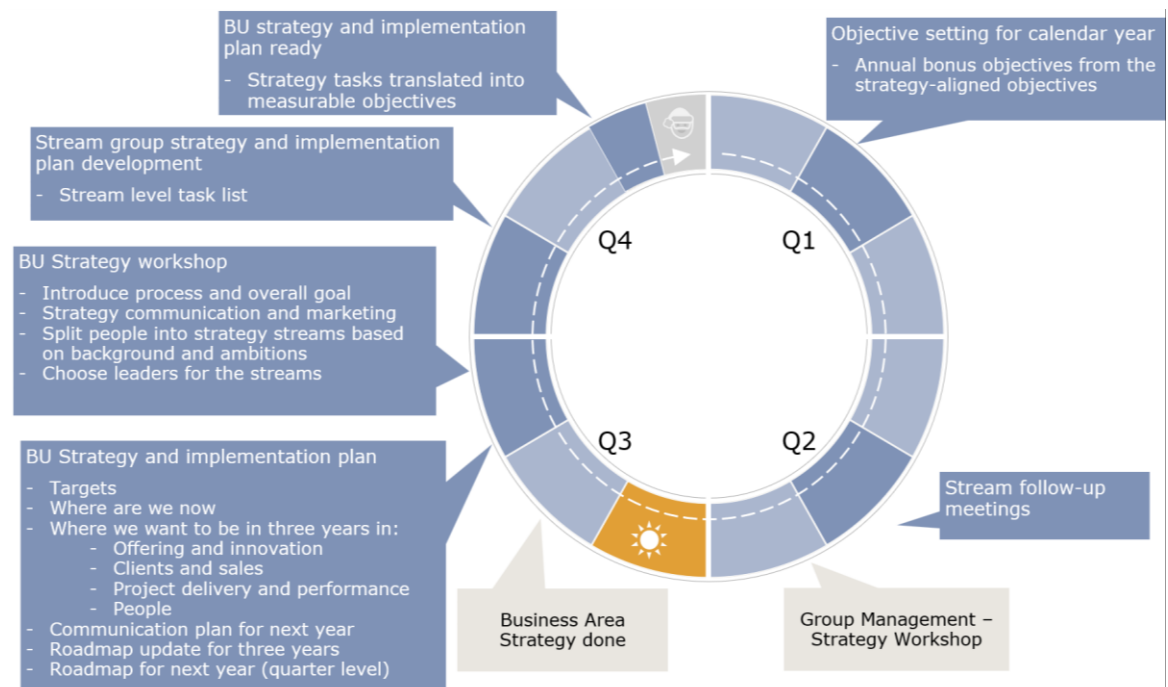 BU strategy and implementation
plan ready
- Strategy tasks translated into
measurable objectives
Objective setting for calendar year
- Annual bonus objectives from the
strategy-aligned objectives
Stream group strategy and implementation
plan development
- Stream level task list
Q4
Q1
BU Strategy workshop
- Introduce process and overall goal
- Strategy communication and marketing
- Split people into strategy streams based
on background and ambitions
- Choose leaders for the streams
Q3
Q2
BU Strategy and implementation plan
- Targets
- Where are we now
- Where we want to be in three years in:
- Offering and innovation
- Clients and sales
- Project delivery and performance
- People
- Communication plan for next year
- Roadmap update for three years
- Roadmap for next year (quarter level)
Stream follow-up
meetings
Business Area
Strategy done
Group Management –
Strategy Workshop